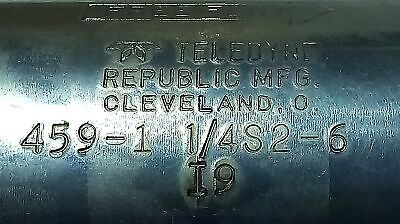 TELEDYNE
REPUBLIC MFG.
CLEVELAND, O.
459-1 1/4S2-6
I9